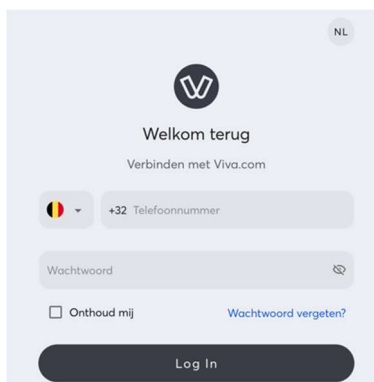 NL
Welkom terug
Verbinden met Viva.com
+32 Telefoonnummer
Wachtwoord
Onthoud mij Wachtwoord vergeten?
Log In